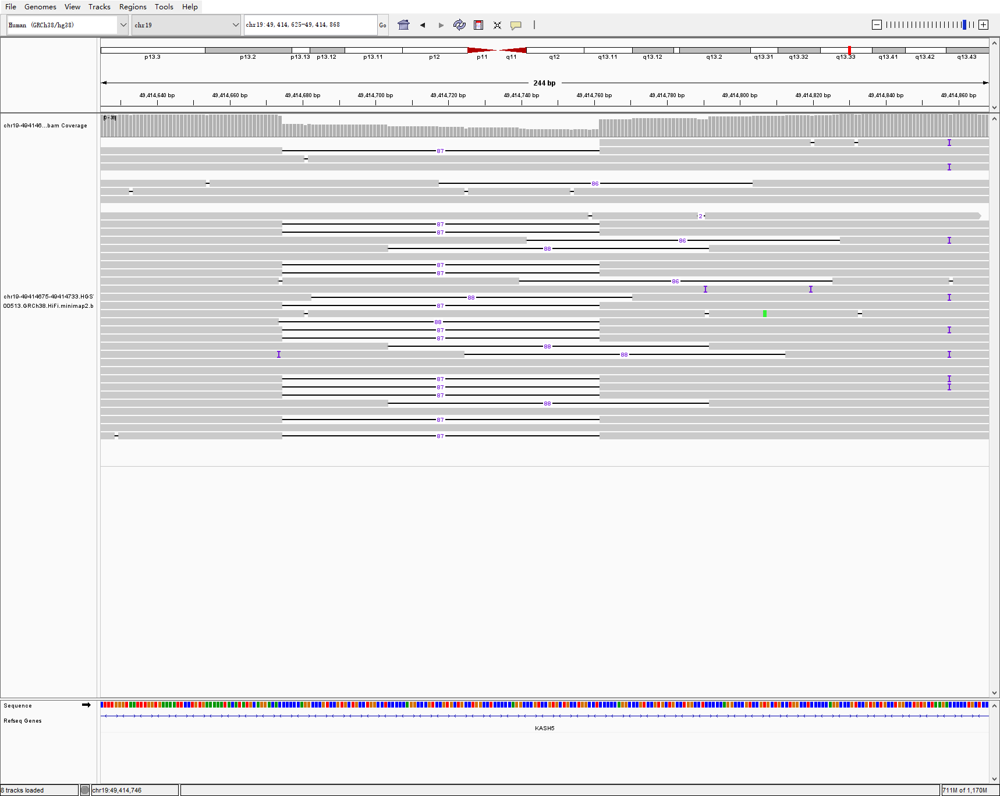 File Genomes View Tracks Regions Tools Help
Human (GRCh38/hg38) chr19 chr19:49,414,625-49,414,868 Go
p13.3 p13.2 p13.13 p13.12 p13.11 p12 p11 q11 q12 q13.11 q13.12 q13.2 q13.31 q13.32 q13.33 q13.41 q13.42 q13.43
244 bp
49,414,640 bp 49,414,660 bp 49,414,680 bp 49,414,700 bp 49,414,720 bp 49,414,740 bp 49,414,760 bp 49,414,780 bp 49,414,800 bp 49,414,820 bp 49,414,840 bp 49,414,860 bp
[0 - 35]
chr19-494146...bam Coverage
87
86
2
87
87
86
88
87
87
86
chr19-49414675-49414733.HGS
88
00513.GRCh38.HiFi.minimap2.b
87
88
87
87
88
88
87
87
87
88
87
87
Sequence
Refseq Genes
KASH5
8 tracks loaded chr19:49,414,746 711M of 1,170M